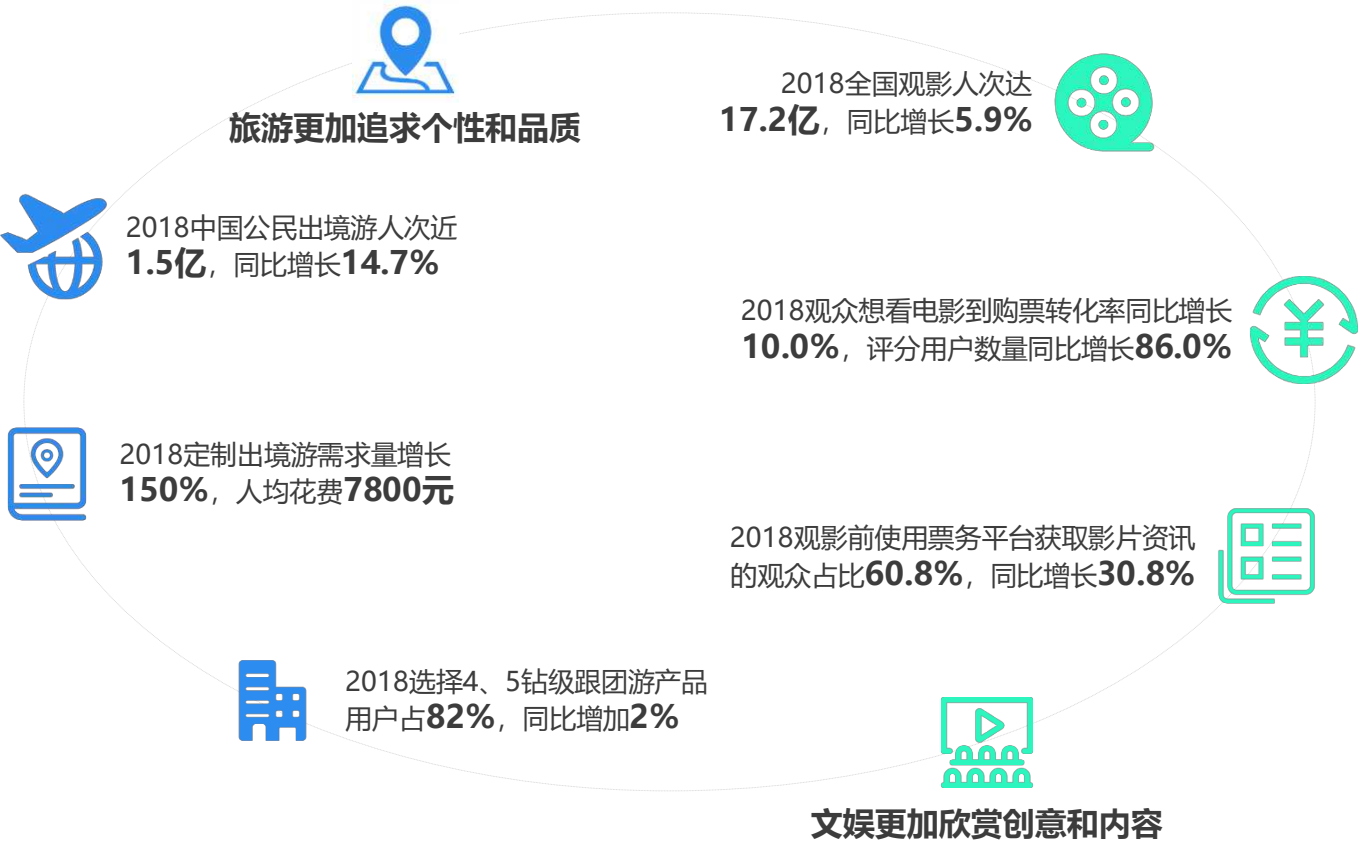 旅游更加追求个性和品质
2018中国公民出境游人次近
1.5亿，同比增长14.7%
2018定制出境游需求量增长
150%，人均花费7800元
2018选择4、5钻级跟团游产品
用户占82%，同比增加2%
2018全国观影人次达
17.2亿，同比增长5.9%
2018观众想看电影到购票转化率同比增长
10.0%，评分用户数量同比增长86.0%
2018观影前使用票务平台获取影片资讯
的观众占比60.8%，同比增长30.8%
文娱更加欣赏创意和内容